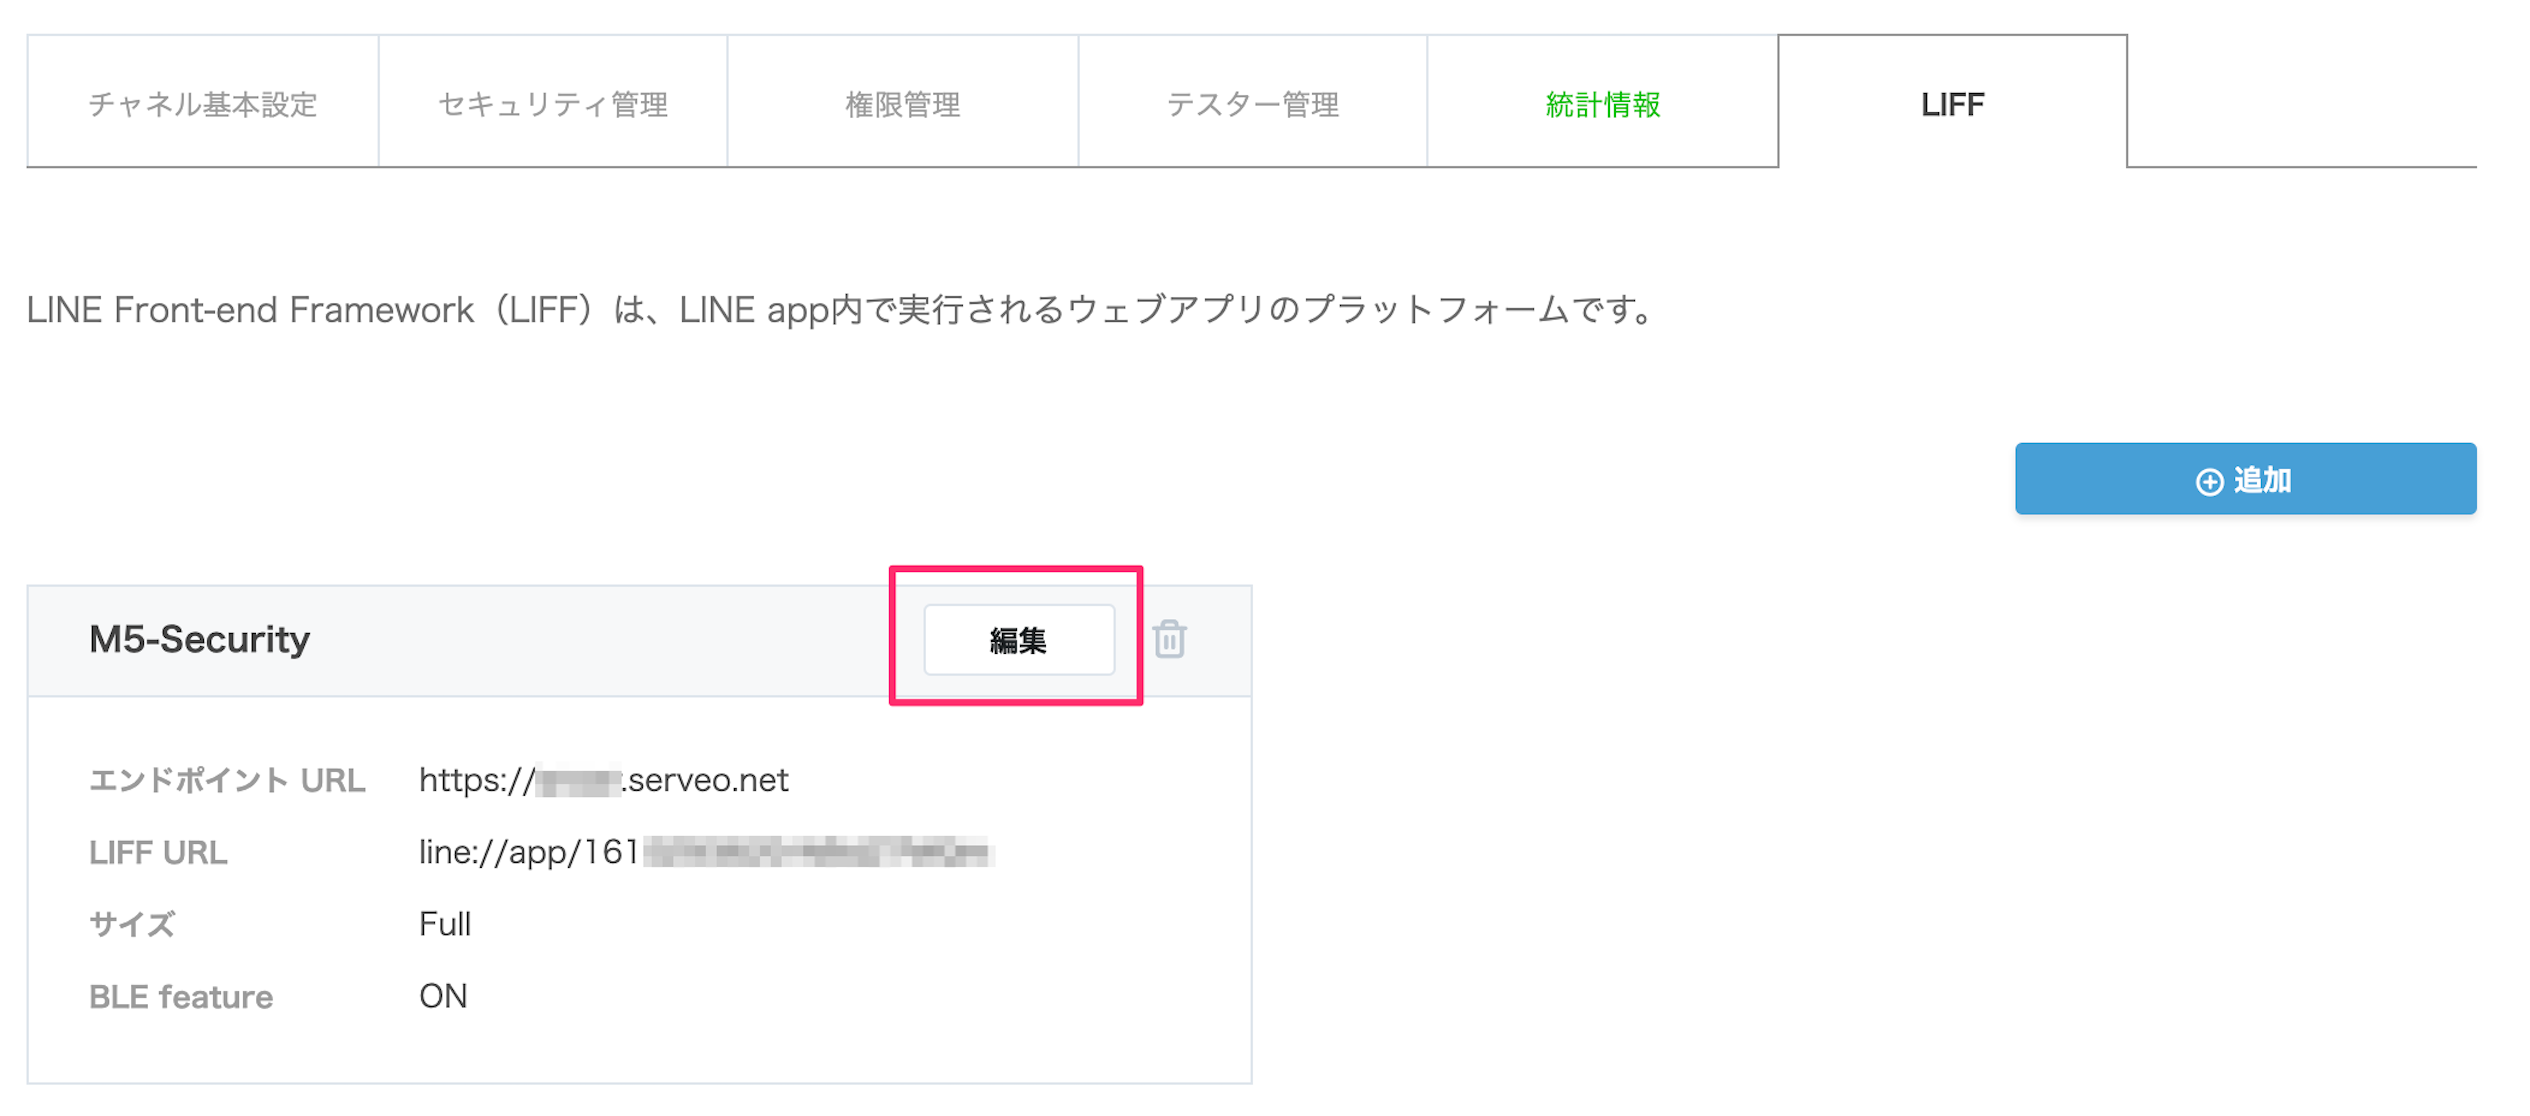 チャネル基本設定 セキュリティ管理 権限管理 テスター管理 統計情報 LIFF
LINE Front-end Framework（LIFF）は、LINE app内で実行されるウェブアプリのプラットフォームです。
追加
M5-Security 編集
エンドポイント URL https:// .serveo.net
LIFF URL line://app/161
サイズ Full
BLE feature ON